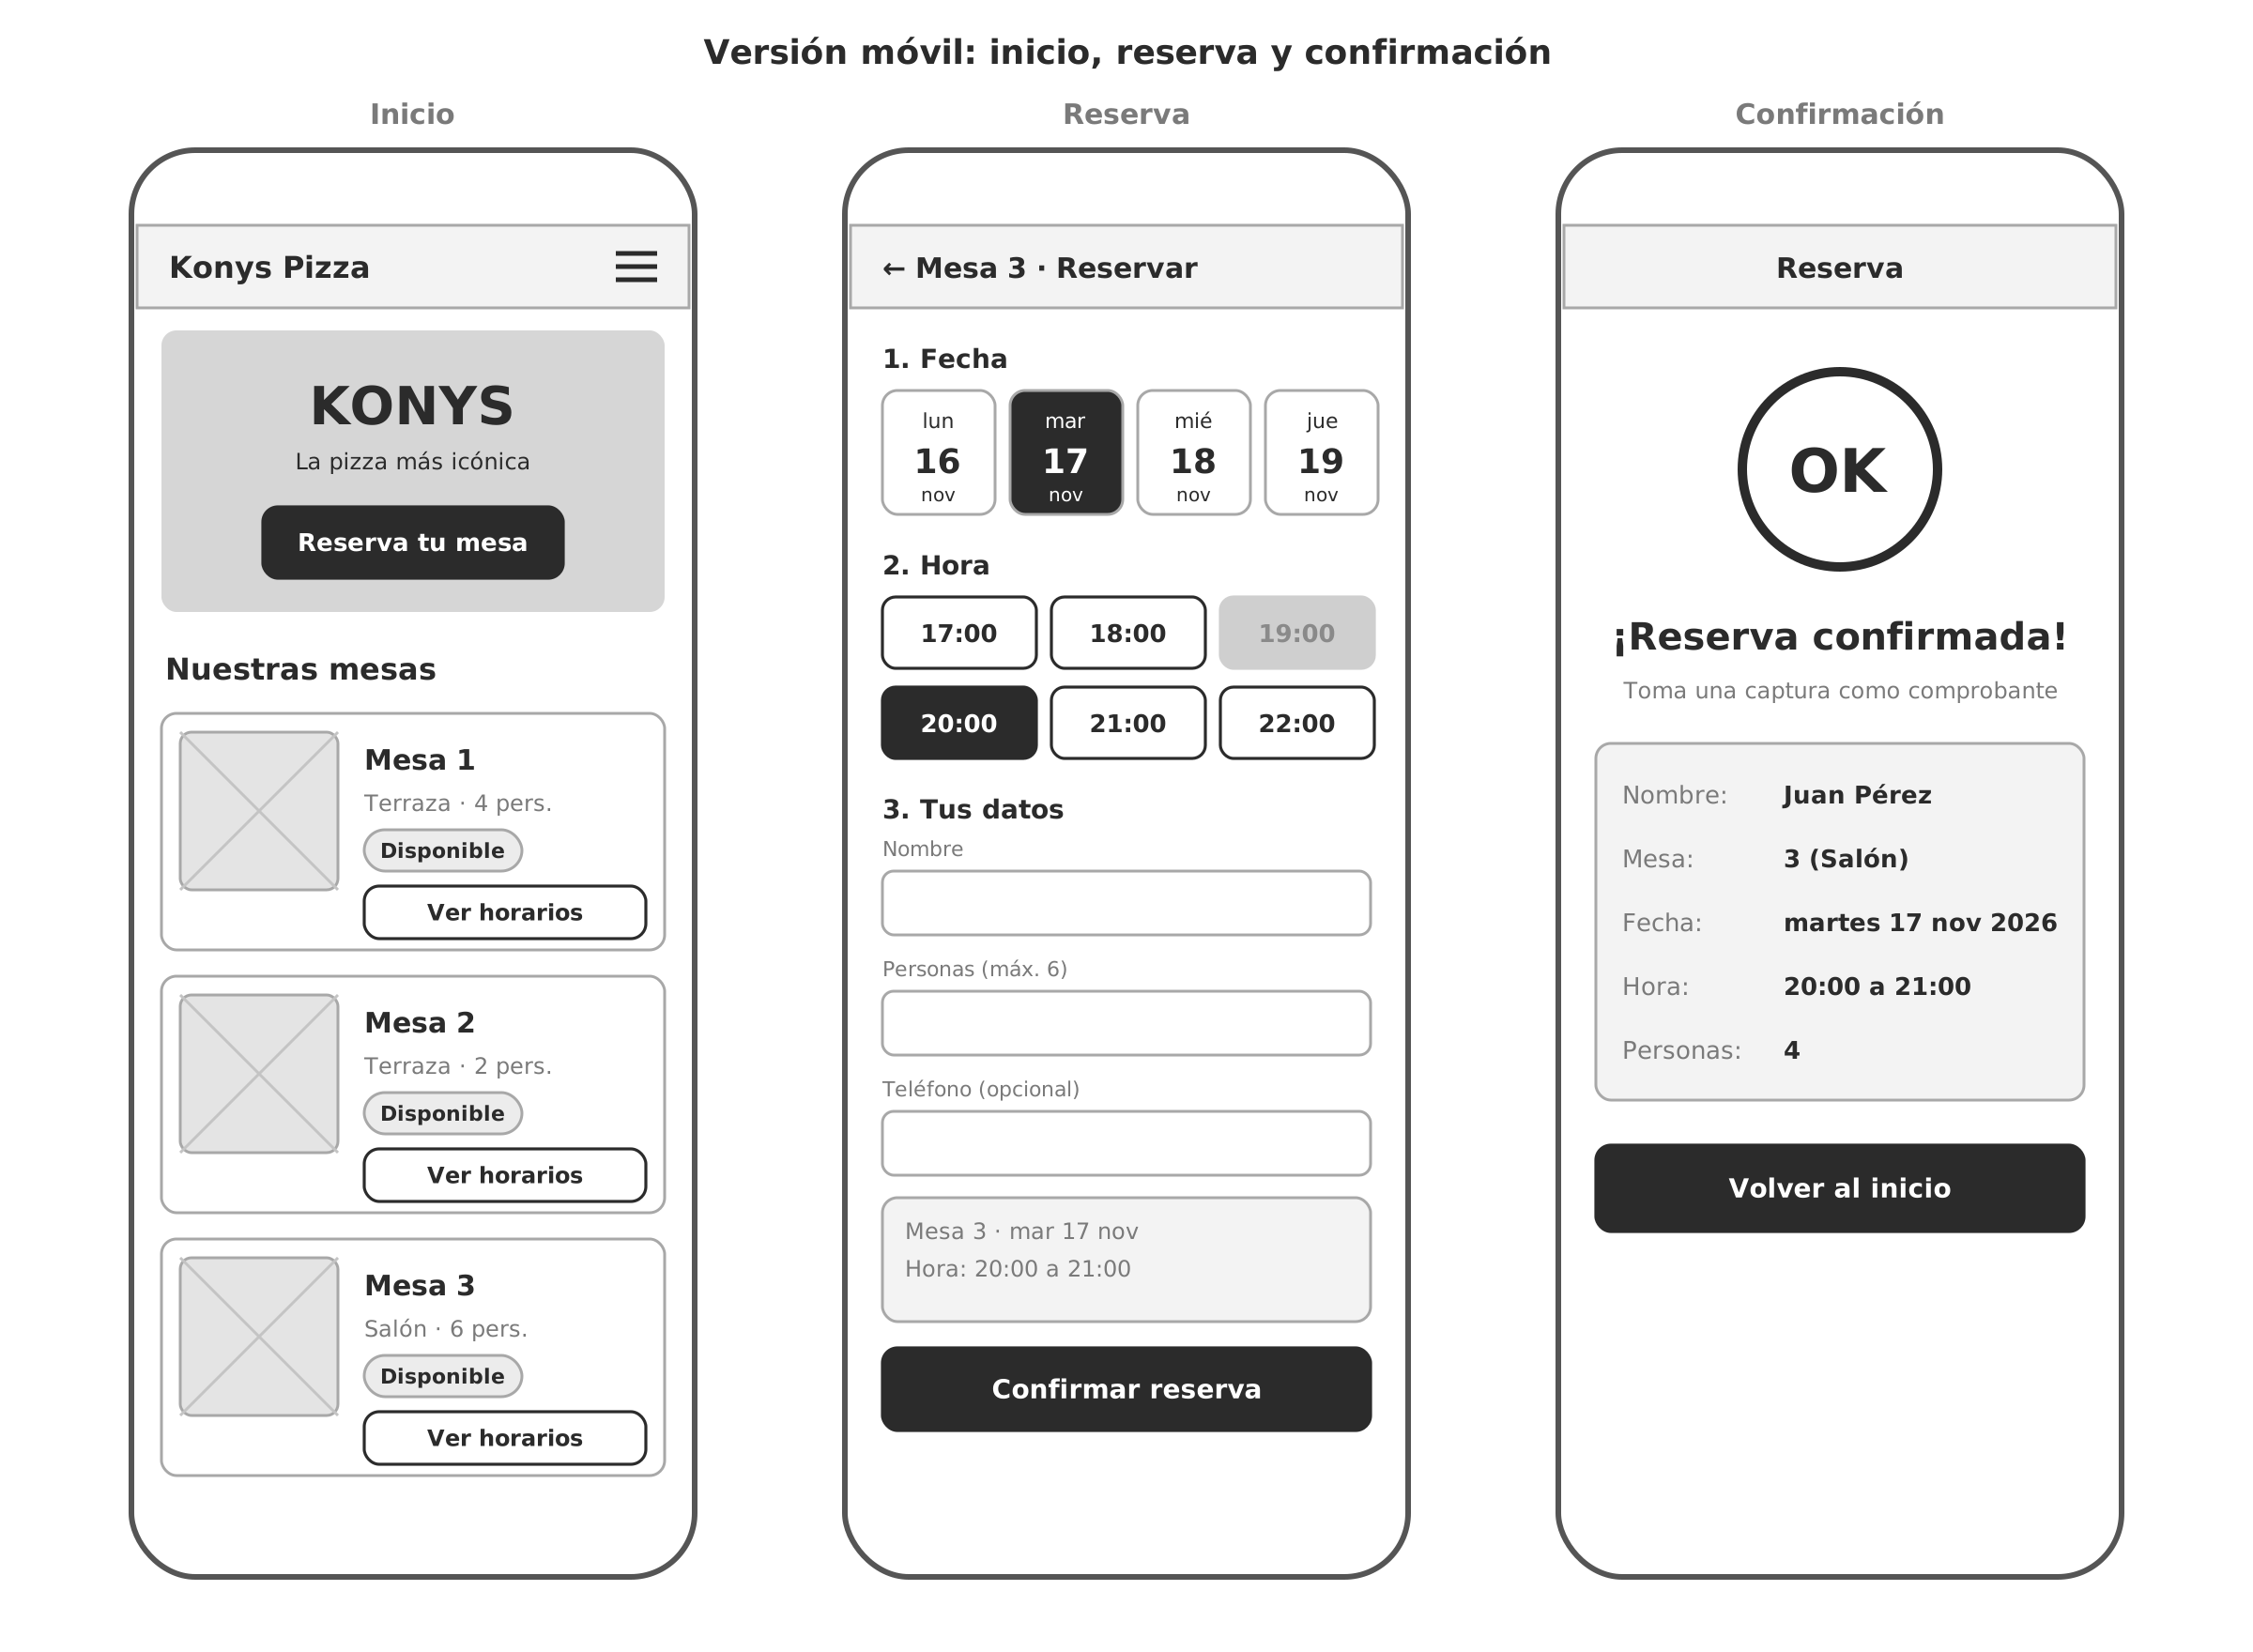 Versión móvil: inicio, reserva y confirmación
Inicio
Konys Pizza
KONYS
La pizza más icónica
Reserva tu mesa
Nuestras mesas
Mesa 1
Terraza · 4 pers.
Disponible
Ver horarios
Mesa 2
Terraza · 2 pers.
Disponible
Ver horarios
Mesa 3
Salón · 6 pers.
Disponible
Ver horarios
Reserva
← Mesa 3 · Reservar
1. Fecha
lun mar mié jue
16 17 18 19
nov nov nov nov
2. Hora
17:00 18:00 19:00
20:00 21:00 22:00
3. Tus datos
Nombre
Personas (máx. 6)
Teléfono (opcional)
Mesa 3 · mar 17 nov
Hora: 20:00 a 21:00
Confirmar reserva
Confirmación
Reserva
OK
¡Reserva confirmada!
Toma una captura como comprobante
Nombre: Juan Pérez
Mesa: 3 (Salón)
Fecha: martes 17 nov 2026
Hora: 20:00 a 21:00
Personas: 4
Volver al inicio